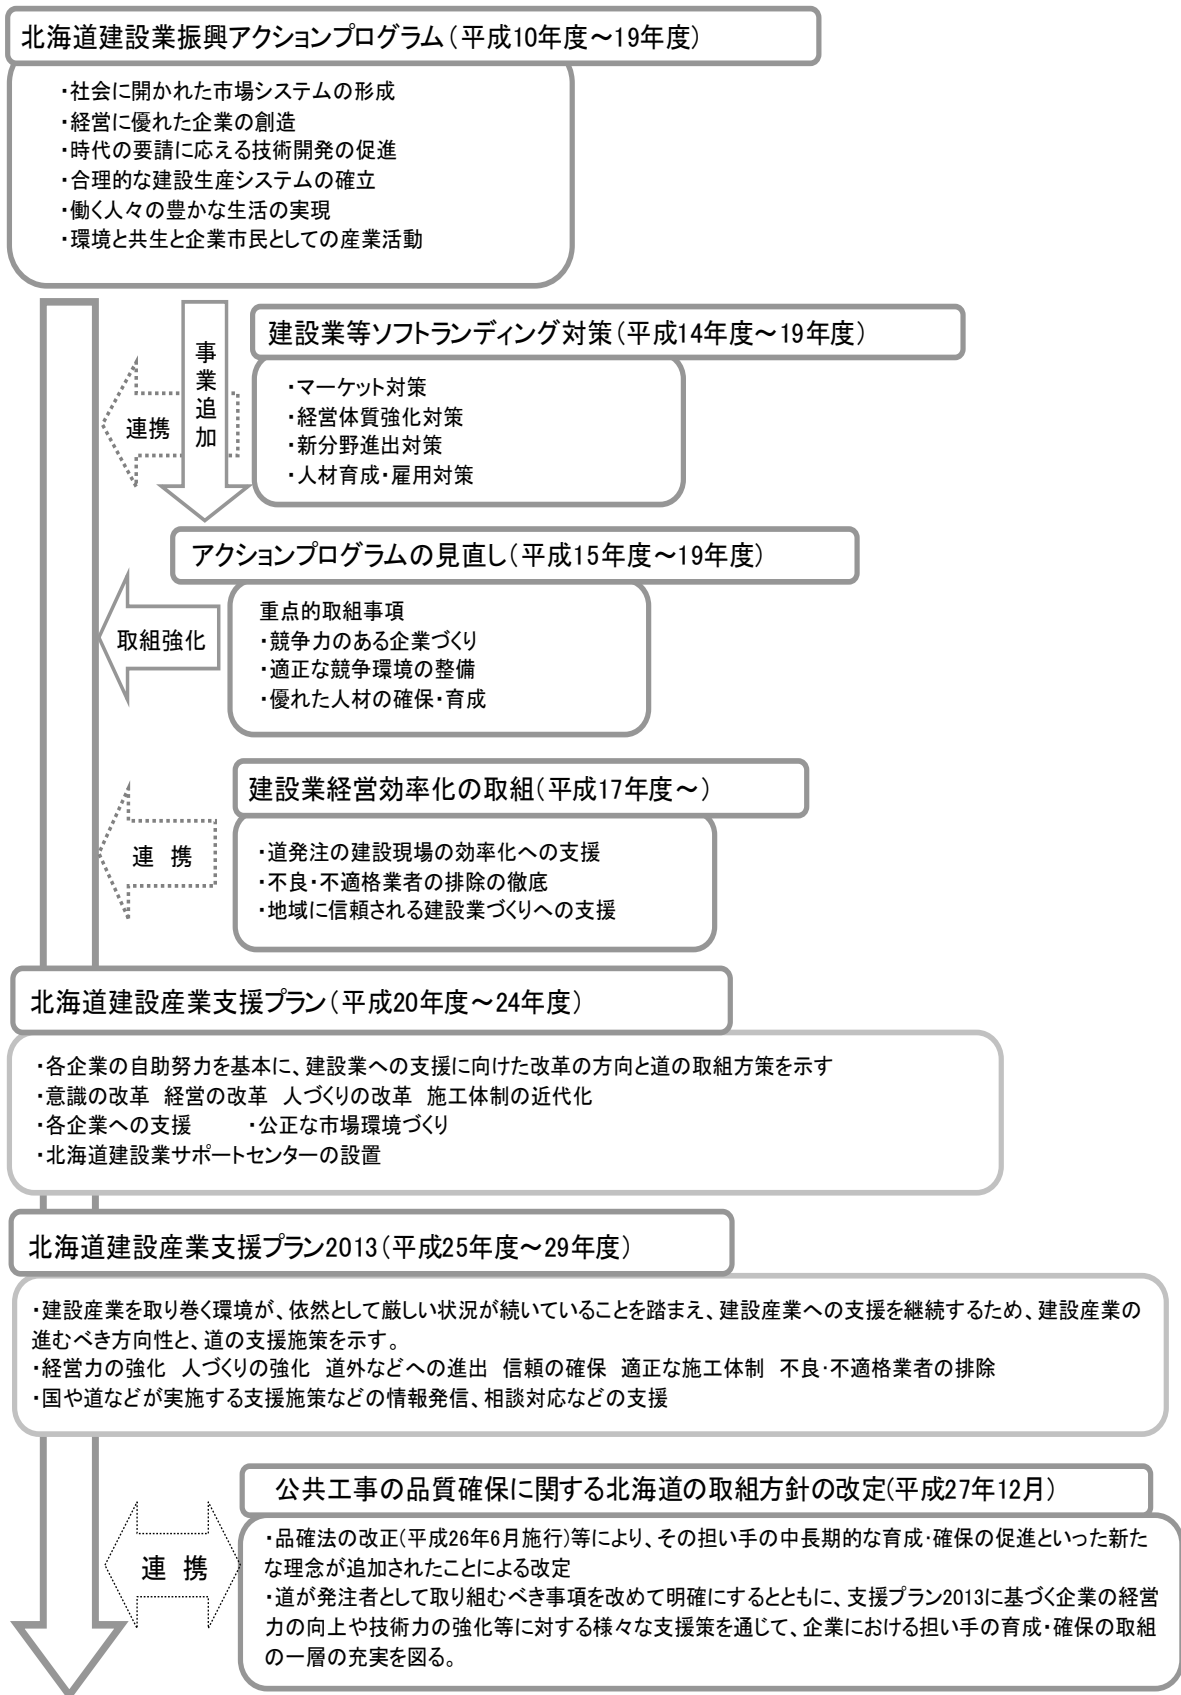 北海道建設業振興アクションプログラム（平成10年度～19年度）
・社会に開かれた市場システムの形成
・経営に優れた企業の創造
・時代の要請に応える技術開発の促進
・合理的な建設生産システムの確立
・働く人々の豊かな生活の実現
・環境と共生と企業市民としての産業活動
事業追加
連携
建設業等ソフトランディング対策（平成14年度～19年度）
・マーケット対策
・経営体質強化対策
・新分野進出対策
・人材育成・雇用対策
アクションプログラムの見直し（平成15年度～19年度）
取組強化
重点的取組事項
・競争力のある企業づくり
・適正な競争環境の整備
・優れた人材の確保・育成
建設業経営効率化の取組（平成17年度～）
連 携
・道発注の建設現場の効率化への支援
・不良・不適格業者の排除の徹底
・地域に信頼される建設業づくりへの支援
北海道建設産業支援プラン（平成20年度～24年度）
・各企業の自助努力を基本に、建設業への支援に向けた改革の方向と道の取組方策を示す
・意識の改革　経営の改革　人づくりの改革　施工体制の近代化
・各企業への支援　　・公正な市場環境づくり
・北海道建設業サポートセンターの設置
北海道建設産業支援プラン2013（平成25年度～29年度）
・建設産業を取り巻く環境が、依然として厳しい状況が続いていることを踏まえ、建設産業への支援を継続するため、建設産業の
進むべき方向性と、道の支援施策を示す。
・経営力の強化　人づくりの強化　道外などへの進出　信頼の確保　適正な施工体制　不良・不適格業者の排除
・国や道などが実施する支援施策などの情報発信、相談対応などの支援
公共工事の品質確保に関する北海道の取組方針の改定(平成27年12月)
連 携
・品確法の改正(平成26年6月施行)等により、その担い手の中長期的な育成・確保の促進といった新た
な理念が追加されたことによる改定
・道が発注者として取り組むべき事項を改めて明確にするとともに、支援プラン2013に基づく企業の経営
力の向上や技術力の強化等に対する様々な支援策を通じて、企業における担い手の育成・確保の取組
の一層の充実を図る。